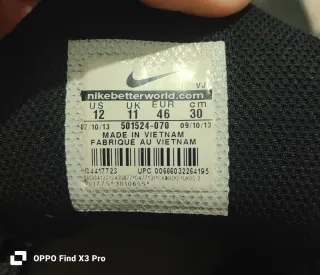 VJ
nikebetterworld.com
US UK EUR cm
12 11 46 30
07/10/13 501524-070 09/10/13
MADE IN VIETNAM
FABRIQUE AU VIETNAM
UPC 00666032264195
OPPO Find X3 Pro